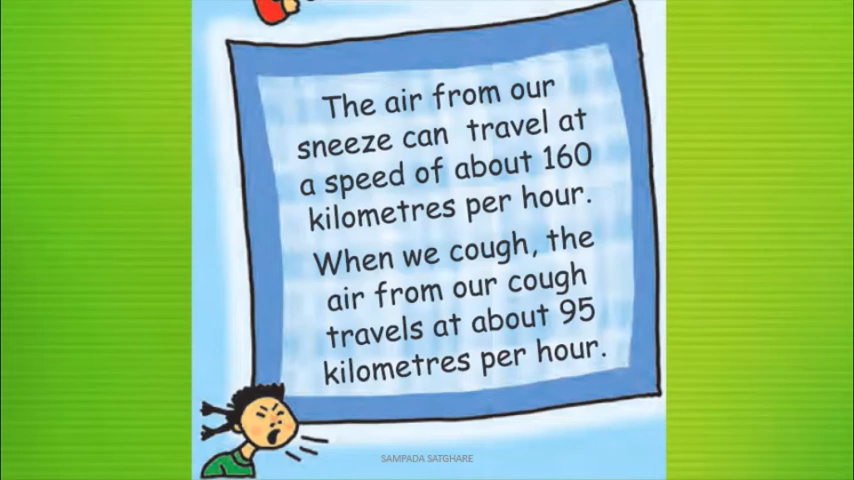 The air from our
sneeze can travel at
a speed of about 160
kilometres per hour.
When we cough, the
air from our cough
travels at about 95
kilometres per hour.
SAMPADA SATGHARE